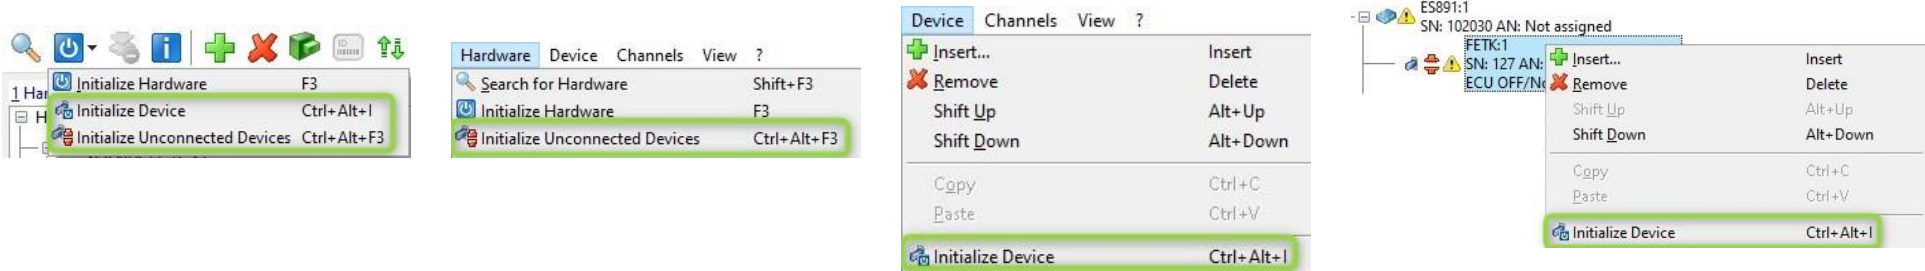 Initialize Hardware F3
1 Har
H
Initialize Device Ctrl+Alt+I
Initialize Unconnected Devices Ctrl+Alt+F3
Hardware Device Channels View ?
Search for Hardware Shift+F3
Initialize Hardware F3
Initialize Unconnected Devices Ctrl+Alt+F3
Device Channels View ?
Insert... Insert
Remove Delete
Shift Up Alt+Up
Shift Down Alt+Down
Copy Ctrl+C
Paste Ctrl+V
Initialize Device Ctrl+Alt+I
ES891:1
SN: 102030 AN: Not assigned
FETK:1
SN: 127 AN:
ECU OFF/No
Insert... Insert
Remove Delete
Shift Up Alt+Up
Shift Down Alt+Down
Copy Ctrl+C
Paste Ctrl+V
Initialize Device Ctrl+Alt+I